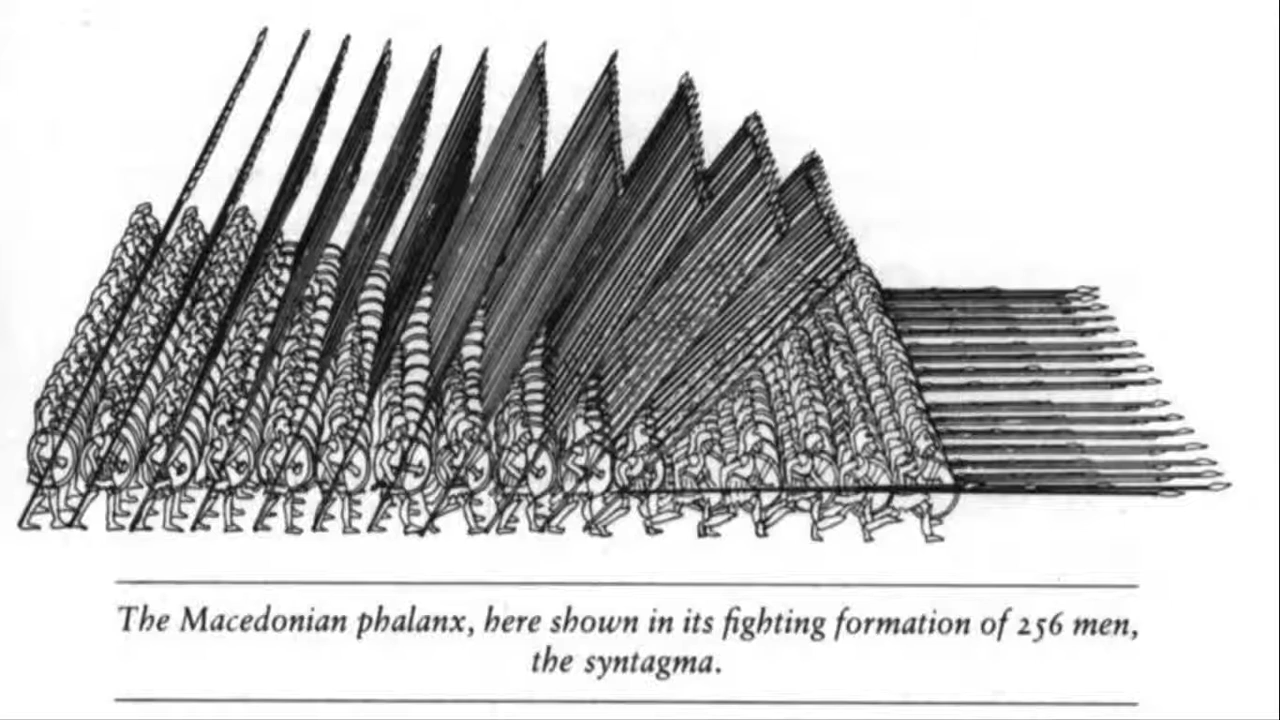 The Macedonian phalanx, here shown in its fighting formation of 256 men,
the syntagma.